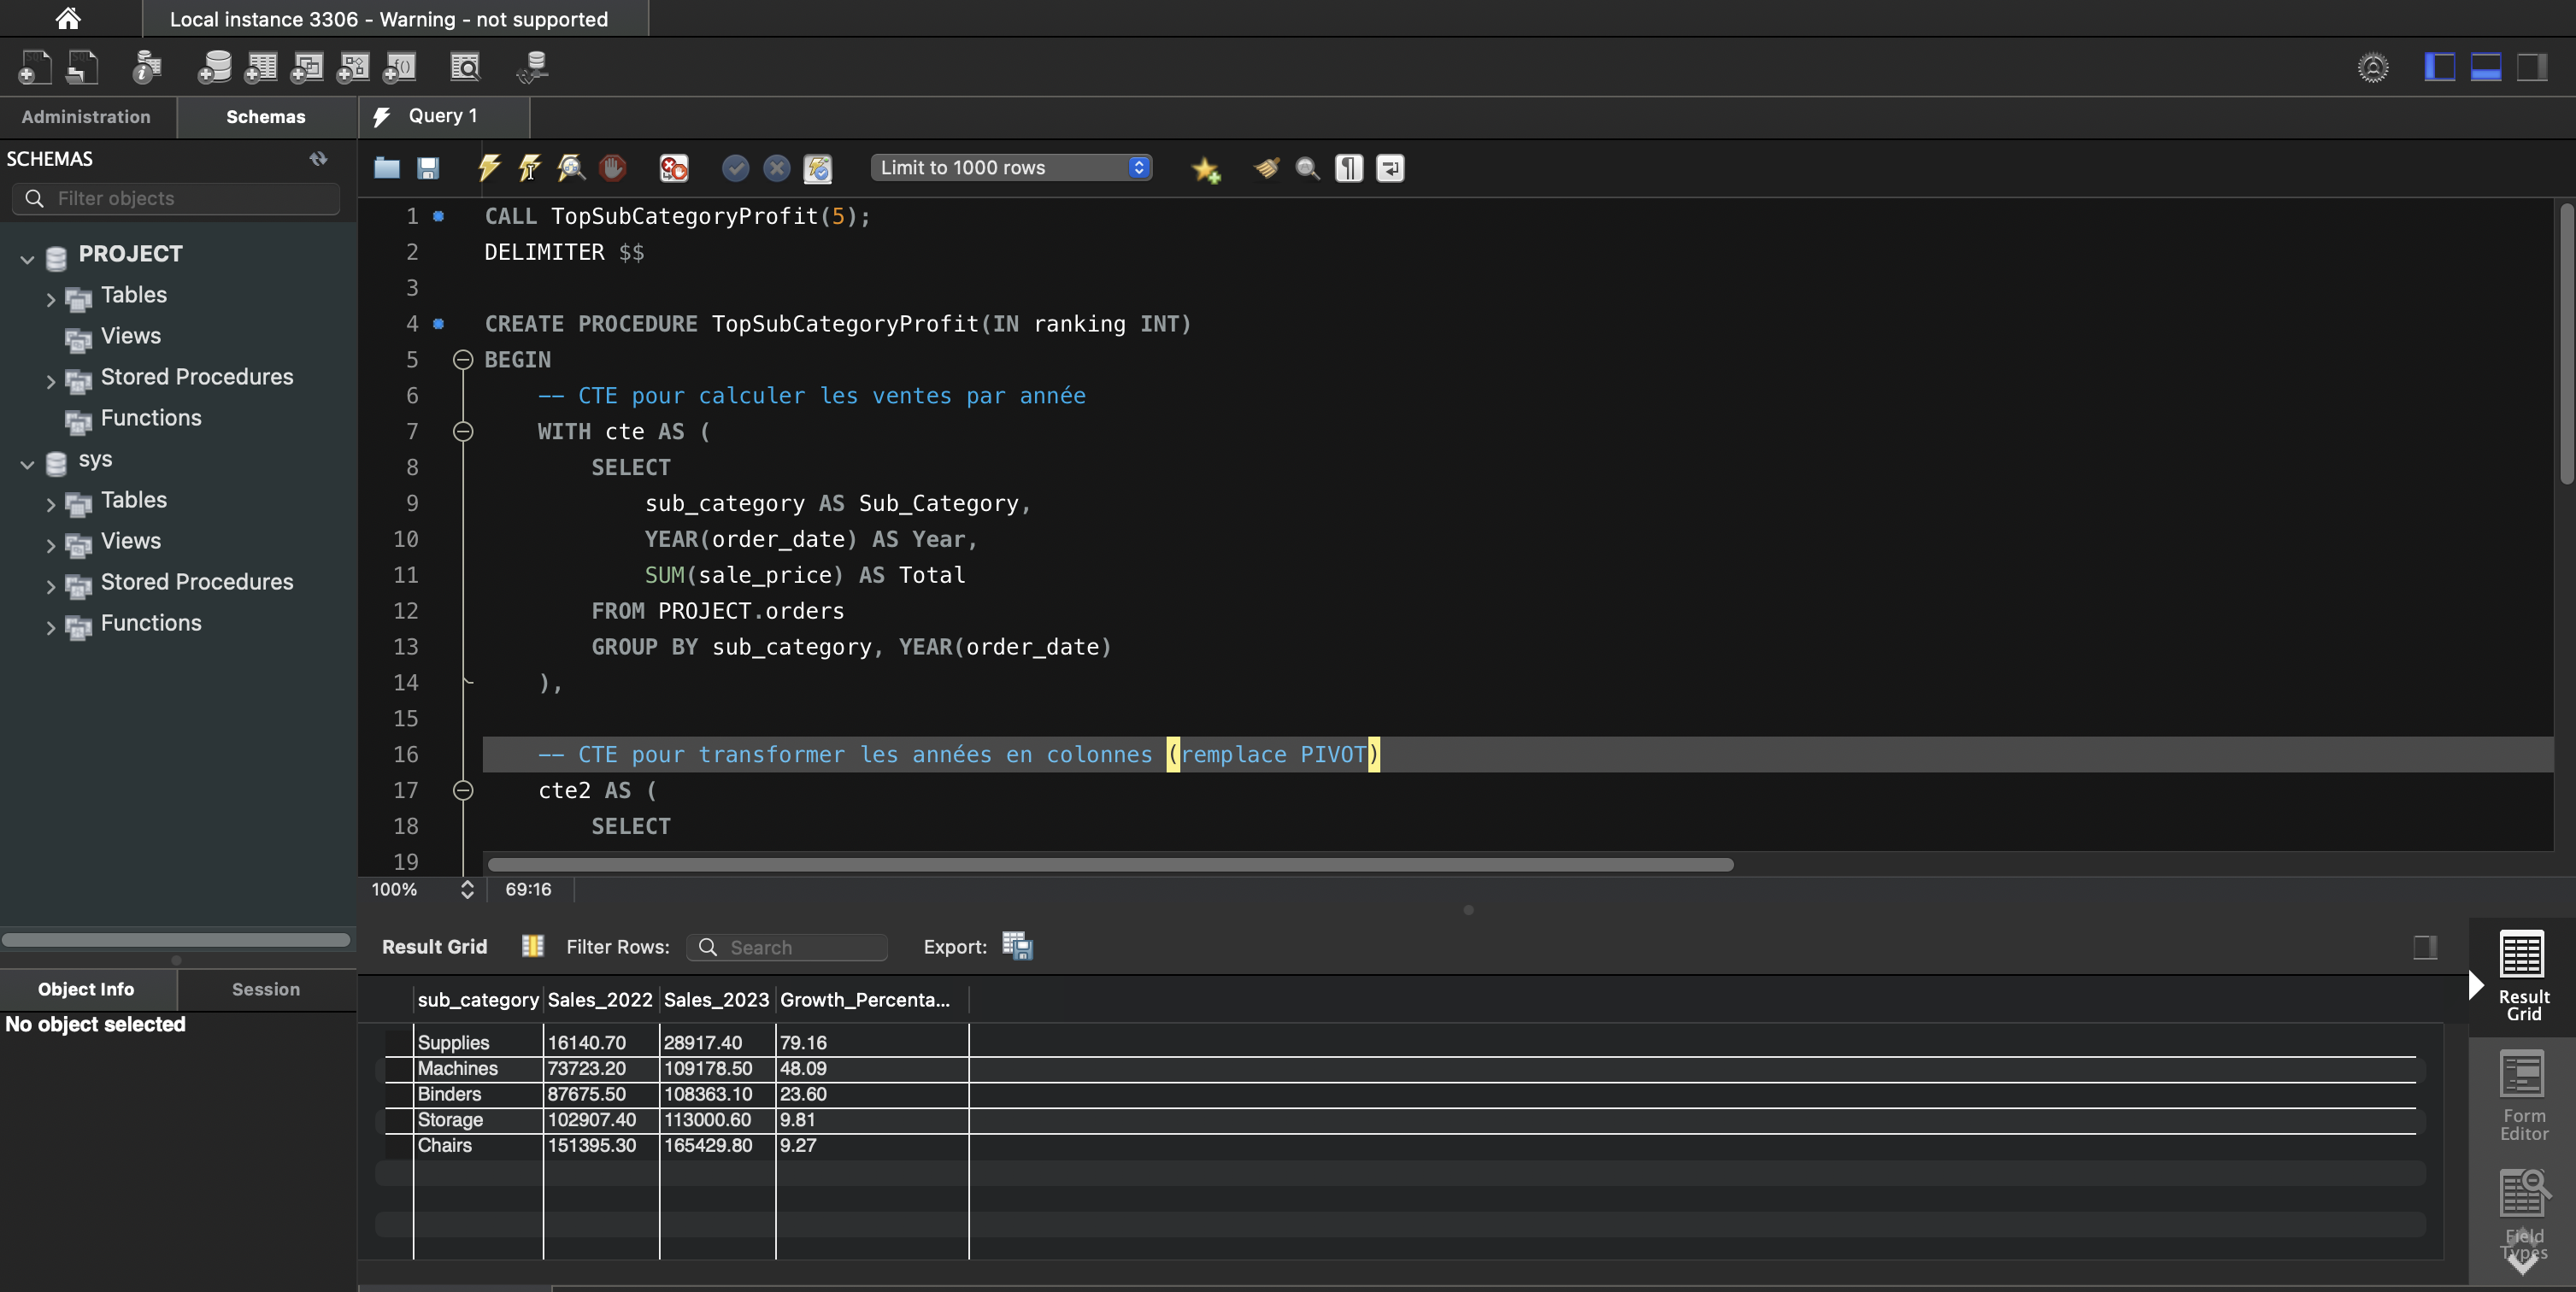 Local instance 3306 - Warning - not supported
Administration
Schemas
Query 1
SCHEMAS
Filter objects
PROJECT
Tables
Views
Stored Procedures
Functions
sys
Tables
Views
Stored Procedures
Functions
Object Info
Session
No object selected
Limit to 1000 rows
1 CALL TopSubCategoryProfit(5);
2 DELIMITER $$
3
4 CREATE PROCEDURE TopSubCategoryProfit(IN ranking INT)
5 BEGIN
6 -- CTE pour calculer les ventes par année
7 WITH cte AS (
8 SELECT
9 sub_category AS Sub_Category,
10 YEAR(order_date) AS Year,
11 SUM(sale_price) AS Total
12 FROM PROJECT.orders
13 GROUP BY sub_category, YEAR(order_date)
14 ),
15
16 -- CTE pour transformer les années en colonnes (remplace PIVOT)
17 cte2 AS (
18 SELECT
19
100% 69:16
Result Grid Filter Rows: Search Export:
sub_category Sales_2022 Sales_2023 Growth_Percenta...
Supplies 16140.70 28917.40 79.16
Machines 73723.20 109178.50 48.09
Binders 87675.50 108363.10 23.60
Storage 102907.40 113000.60 9.81
Chairs 151395.30 165429.80 9.27
Result
Grid
Form
Editor
Field
Types